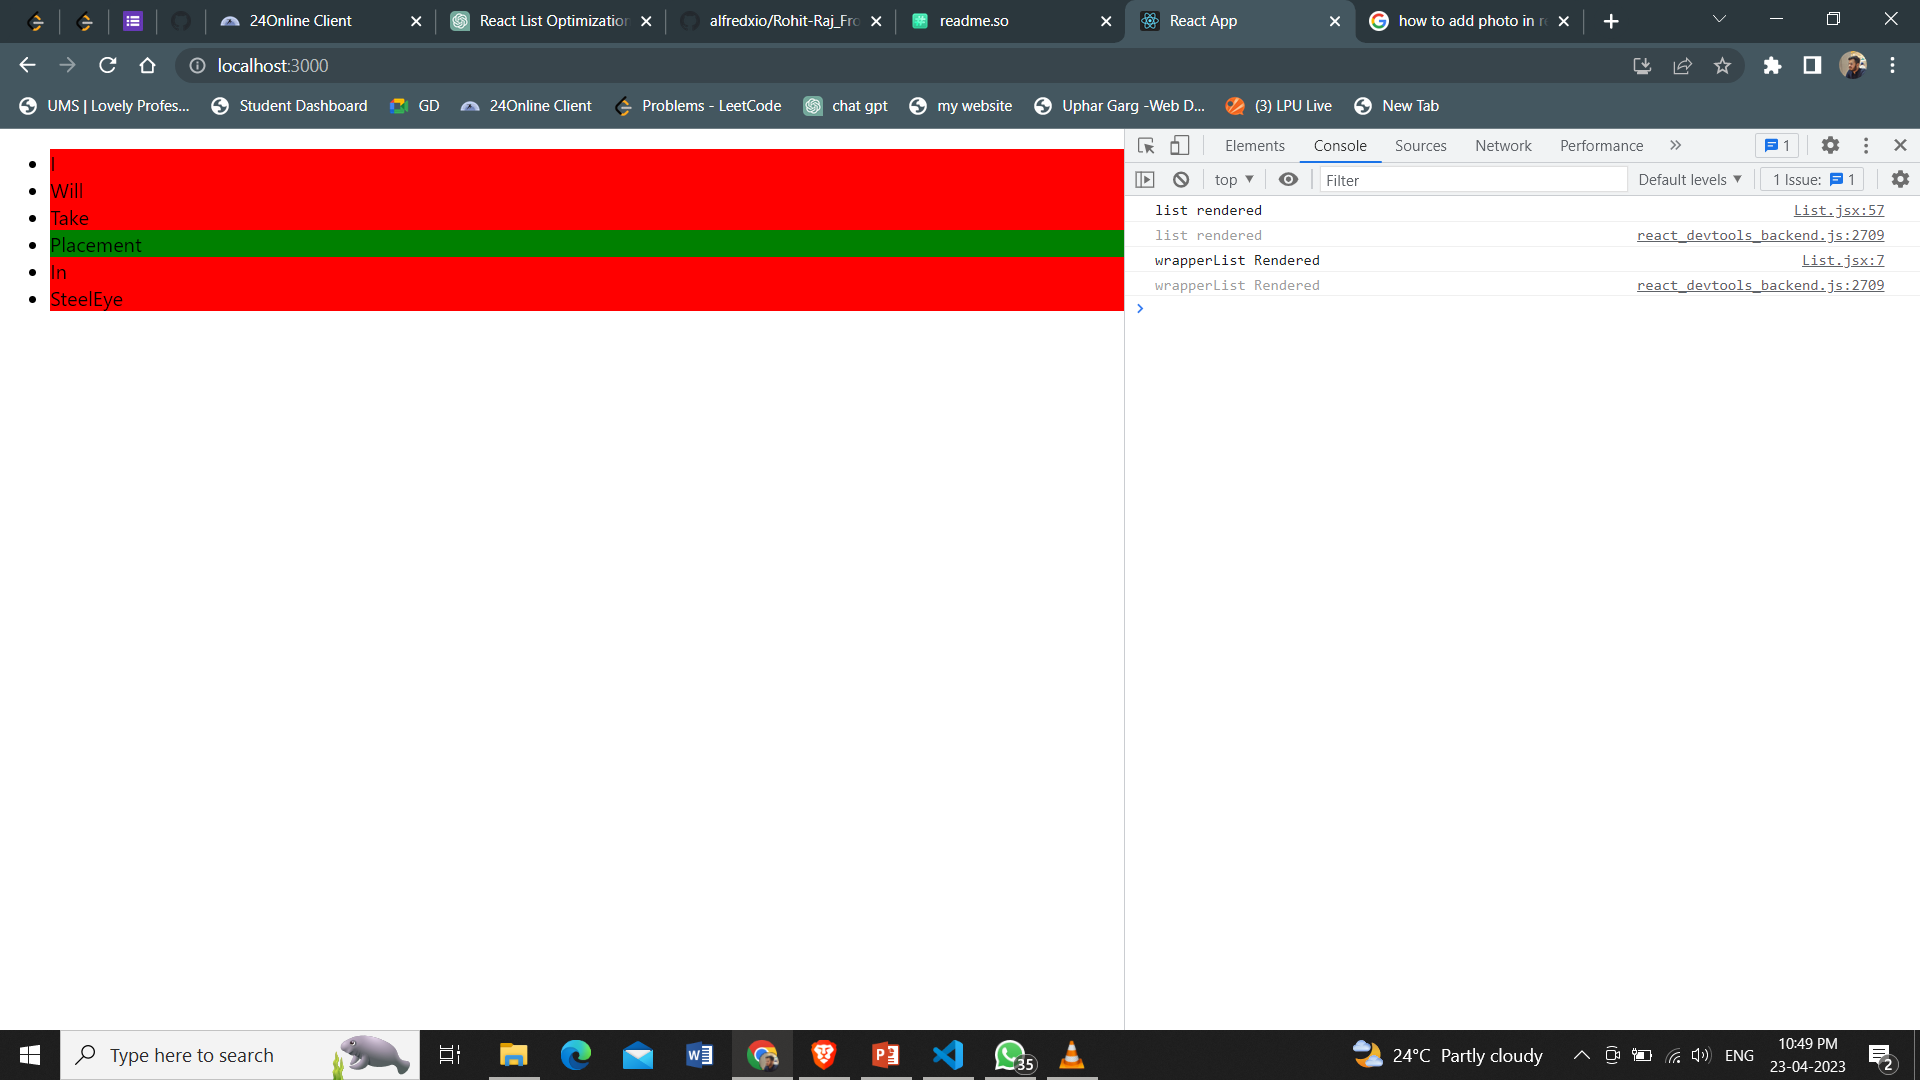 24Online Client
React List Optimization
alfredxio/Rohit-Raj_Fro
readme.so
React App
how to add photo in r
localhost:3000
UMS | Lovely Profes...
Student Dashboard
GD
24Online Client
Problems - LeetCode
chat gpt
my website
Uphar Garg -Web D...
(3) LPU Live
New Tab
I
Will
Take
Placement
In
SteelEye
Elements Console Sources Network Performance 1
top Filter Default levels 1 Issue: 1
list rendered List.jsx:57
list rendered react_devtools_backend.js:2709
wrapperList Rendered List.jsx:7
wrapperList Rendered react_devtools_backend.js:2709
Type here to search
35
24°C Partly cloudy
ENG
10:49 PM
23-04-2023
2